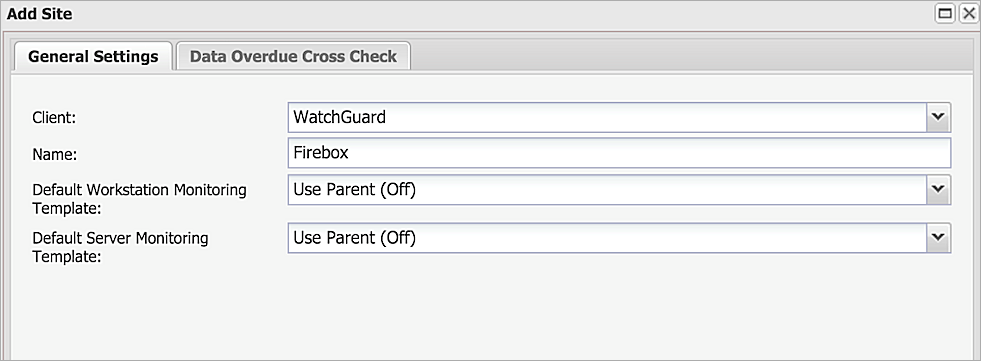 Add Site
General Settings
Data Overdue Cross Check
Client:
WatchGuard
Name:
Firebox
Default Workstation Monitoring
Template:
Use Parent (Off)
Default Server Monitoring
Template:
Use Parent (Off)